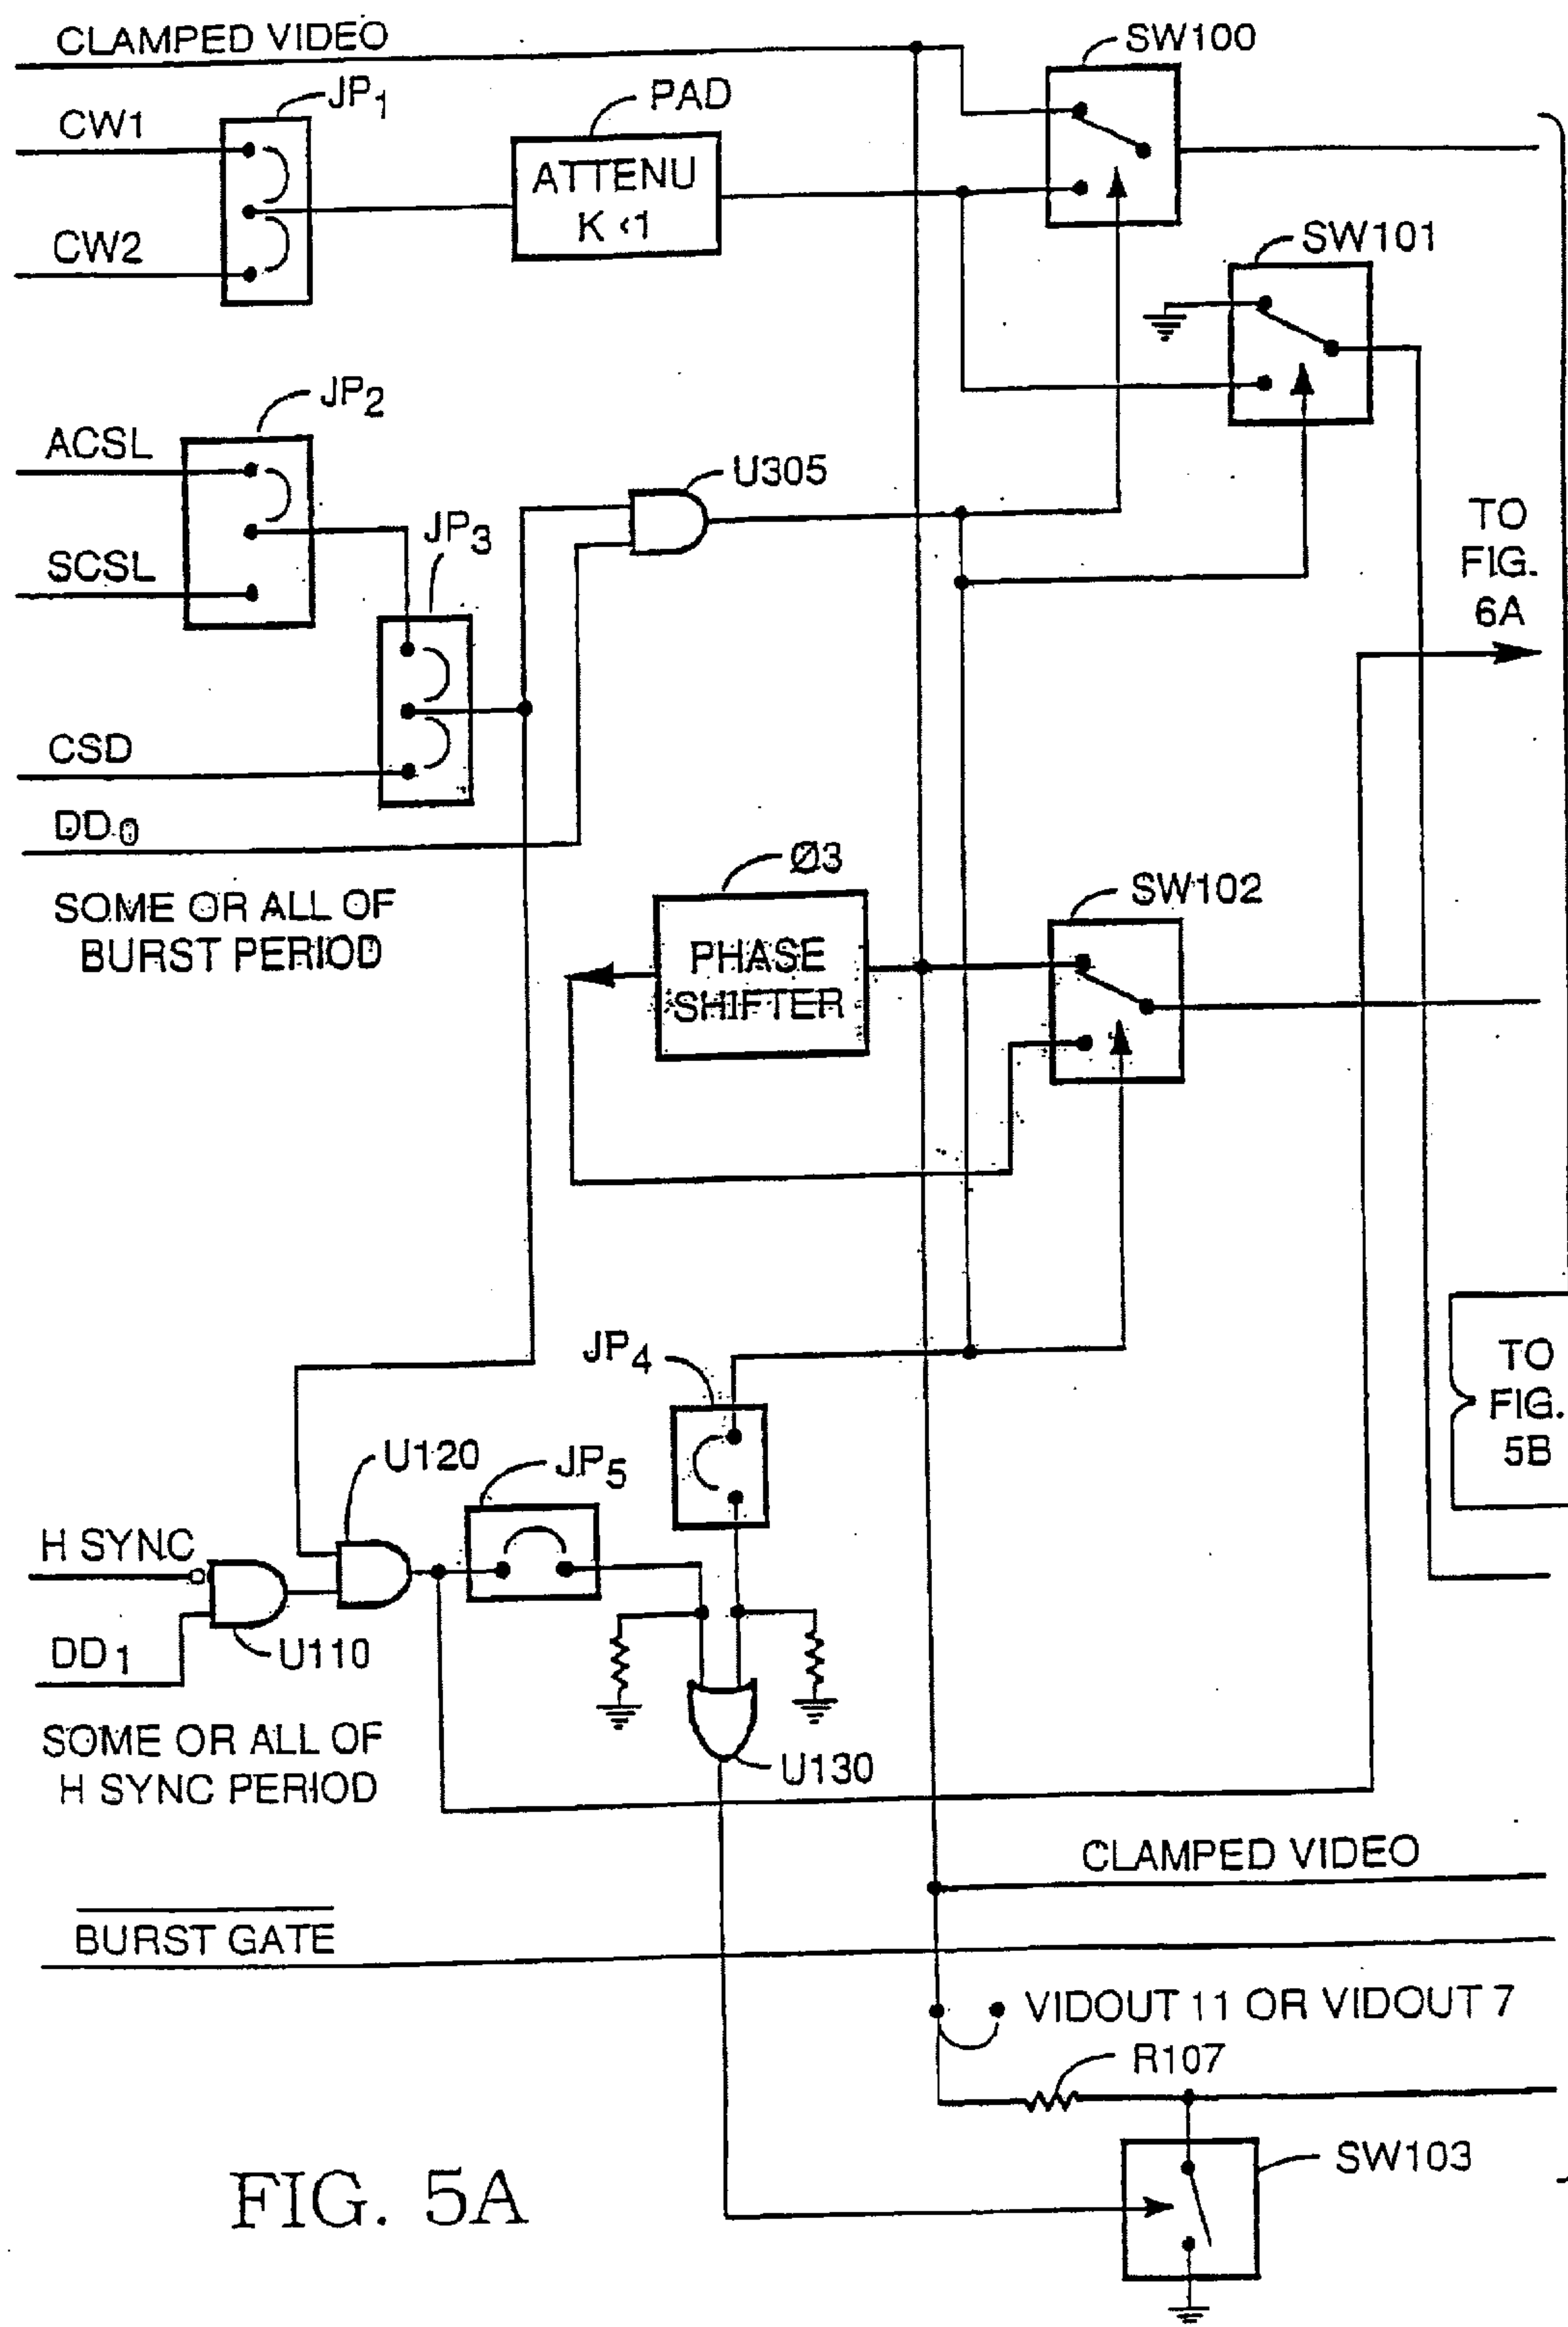 CLAMPED VIDEO
SW100
JP1
PAD
CW1
ATTENU
K <1
CW2
SW101
JP2
ACSL
U305
JP3
SCSL
TO
FIG.
6A
CSD
DD0
SOME OR ALL OF
BURST PERIOD
Ø3
SW102
PHASE
SHIFTER
JP4
TO
FIG.
5B
U120
JP5
H SYNC
DD1
U110
SOME OR ALL OF
H SYNC PERIOD
U130
CLAMPED VIDEO
BURST GATE
VIDOUT 11 OR VIDOUT 7
R107
SW103
FIG. 5A